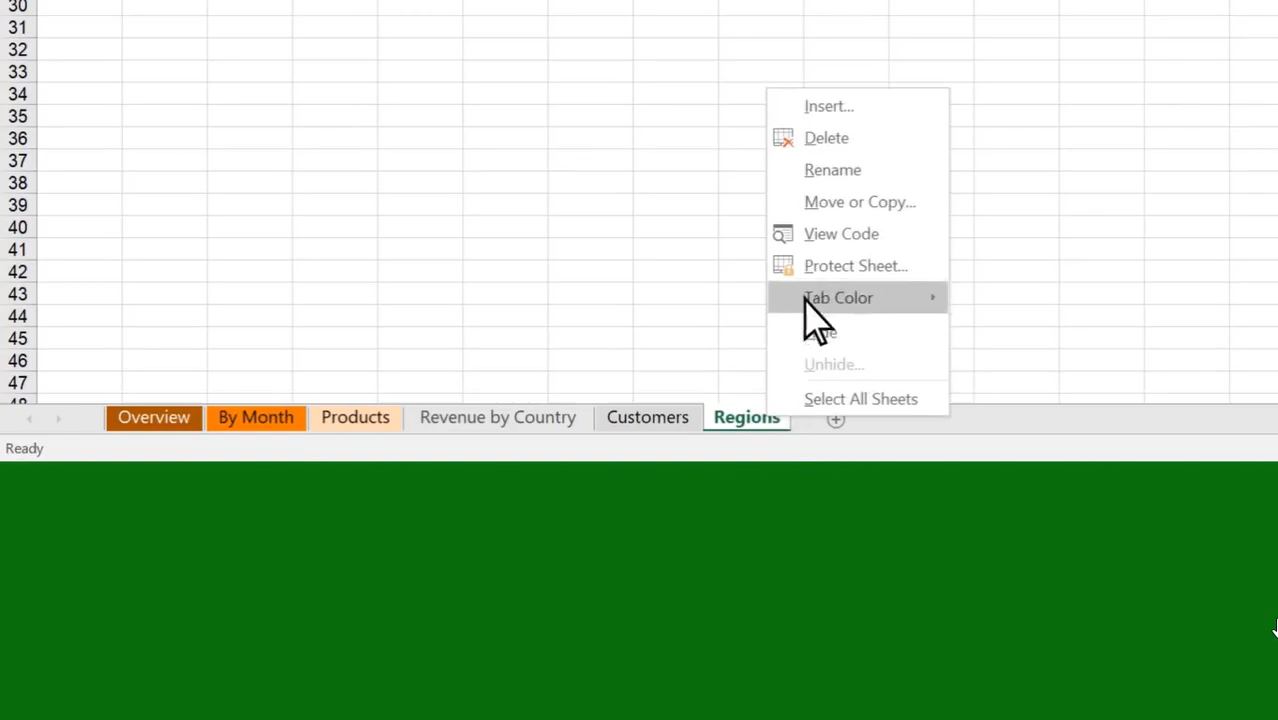 30
31
32
33
34
35
36
37
38
39
40
41
42
43
44
45
46
47
Insert...
Delete
Rename
Move or Copy...
View Code
Protect Sheet...
Tab Color
Unhide...
Select All Sheets
Overview By Month Products Revenue by Country Customers Regions
Ready